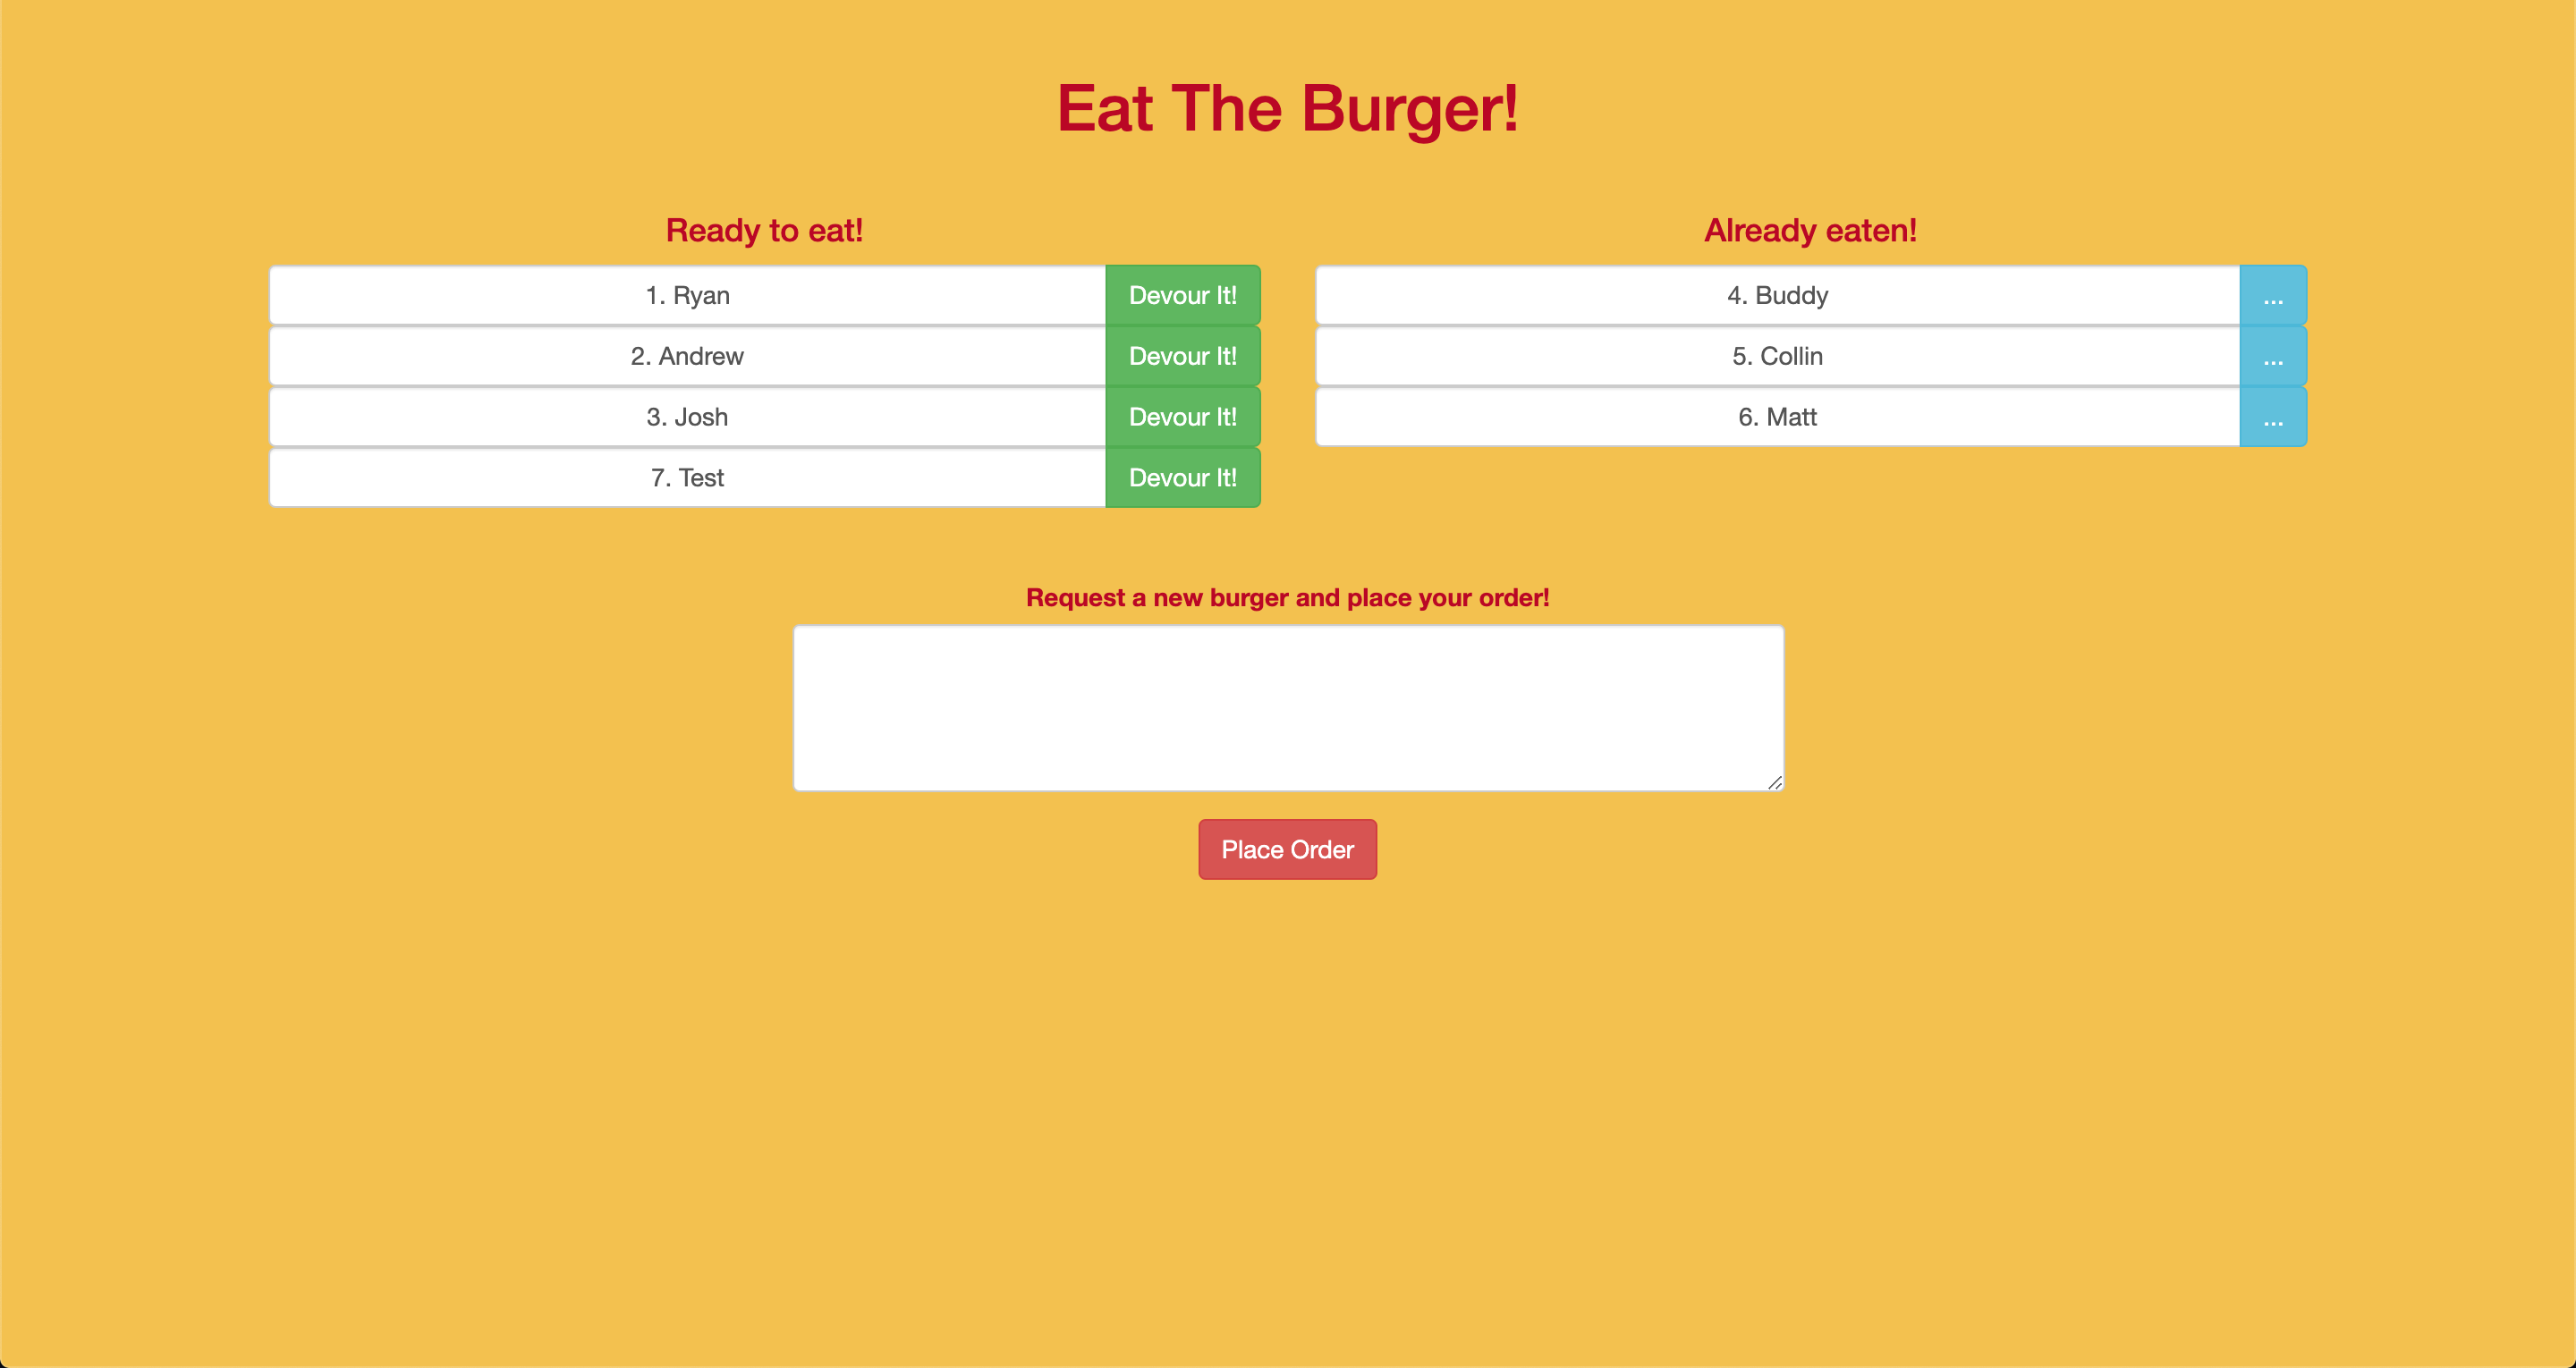 Eat The Burger!
Ready to eat!
1. Ryan Devour It!
2. Andrew Devour It!
3. Josh Devour It!
7. Test Devour It!
Already eaten!
4. Buddy ...
5. Collin ...
6. Matt ...
Request a new burger and place your order!
Place Order